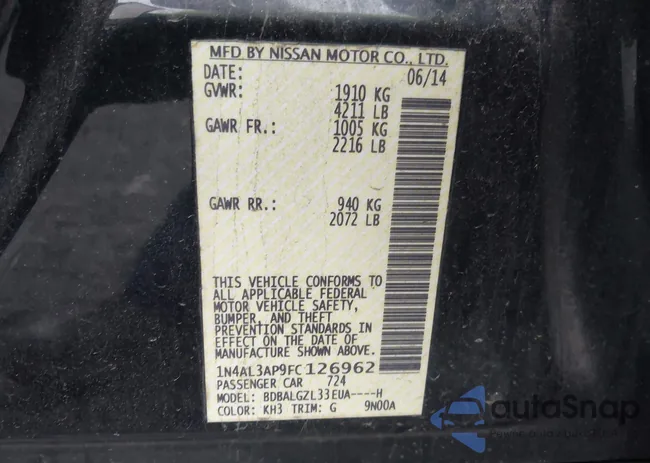 MFD BY NISSAN MOTOR CO., LTD.
DATE: 06/14
GVWR: 1910 KG
4211 LB
GAWR FR.: 1005 KG
2216 LB
GAWR RR.: 940 KG
2072 LB
THIS VEHICLE CONFORMS TO
ALL APPLICABLE FEDERAL
MOTOR VEHICLE SAFETY,
BUMPER, AND THEFT
PREVENTION STANDARDS IN
EFFECT ON THE DATE OF
MANUFACTURE SHOWN ABOVE.
1N4AL3AP9FC126962
PASSENGER CAR 724
MODEL: BDBALGZL33EUA----H
COLOR: KH3 TRIM: G 9N00A
autoSnap